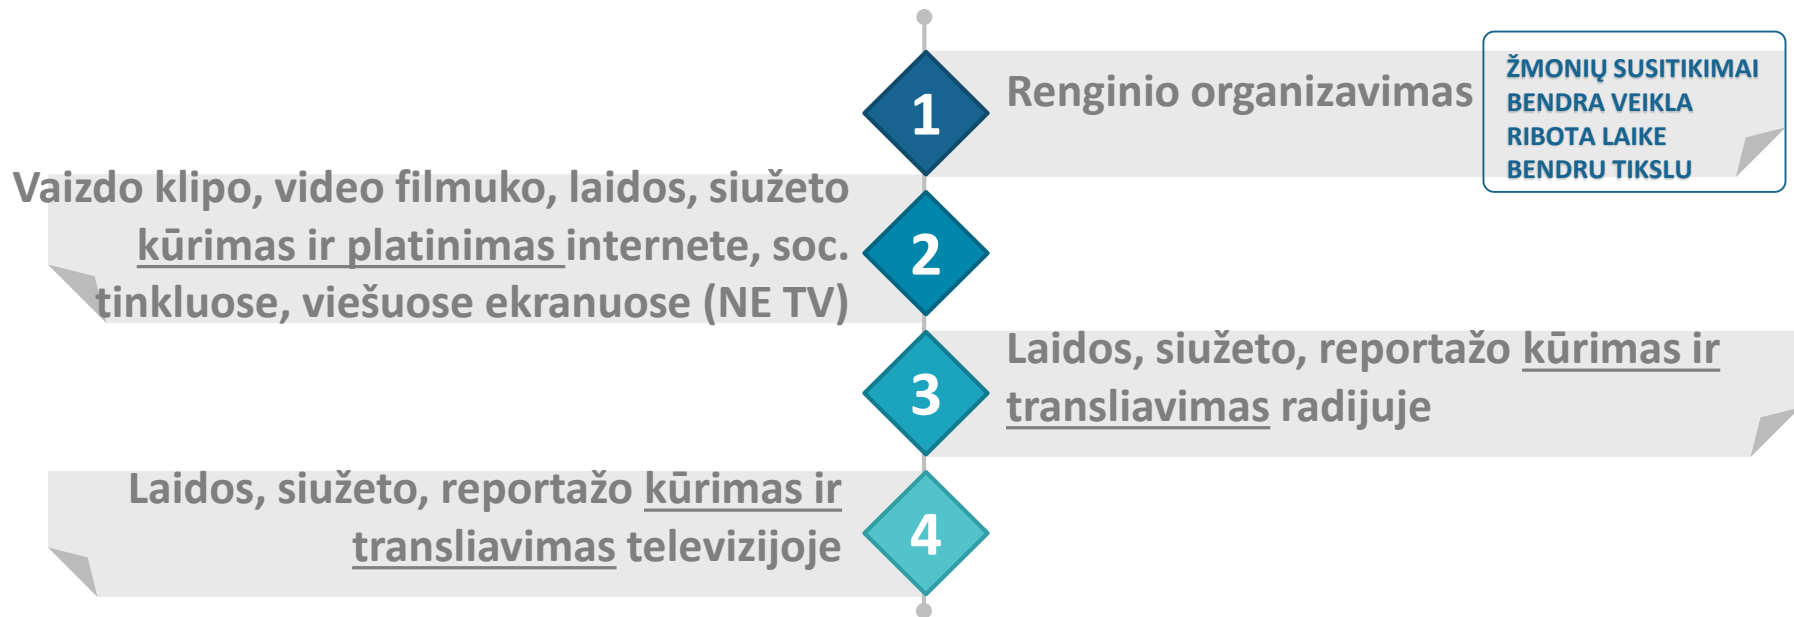 1
Renginio organizavimas
ŽMONIŲ SUSITIKIMAI
BENDRA VEIKLA
RIBOTA LAIKE
BENDRU TIKSLU
Vaizdo klipo, video filmuko, laidos, siužeto
kūrimas ir platinimas internete, soc.
tinkluose, viešuose ekranuose (NE TV)
2
3
Laidos, siužeto, reportažo kūrimas ir
transliavimas radijuje
Laidos, siužeto, reportažo kūrimas ir
transliavimas televizijoje
4